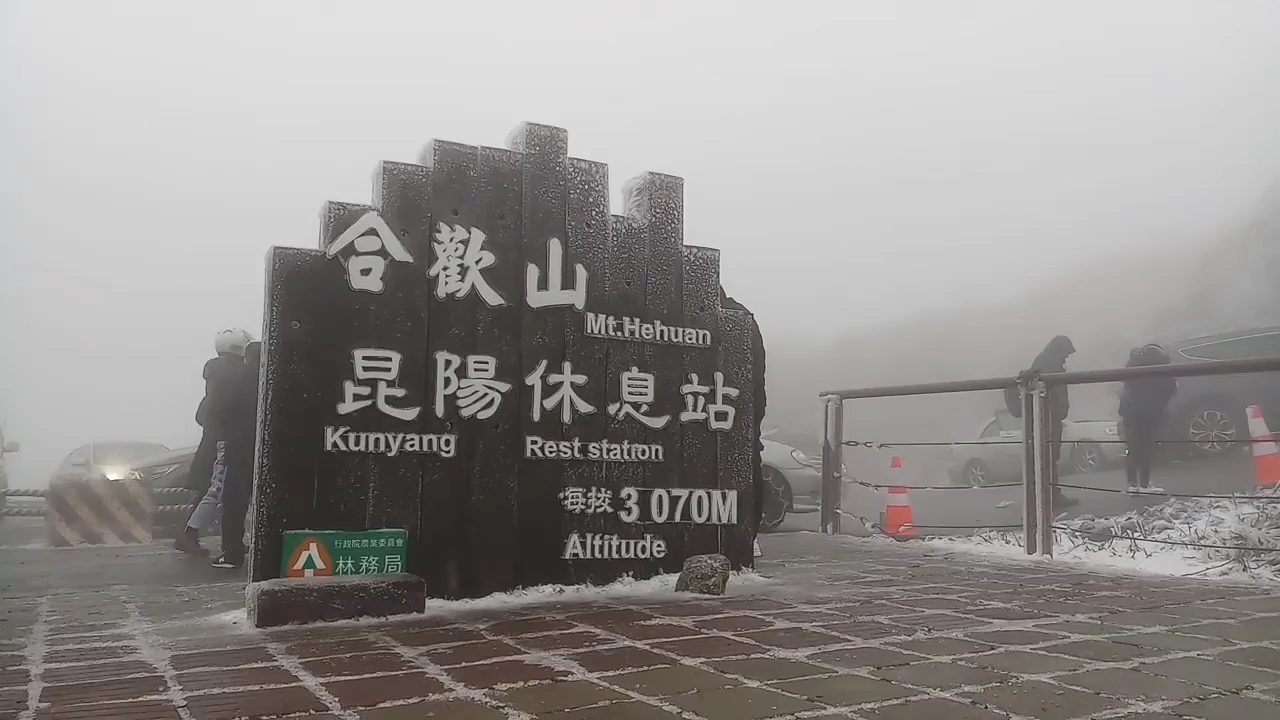 合歡山
Mt.Hehuan
昆陽休息站
Kunyang Rest station
海拔 3 070M
Altitude
行政院農業委員會
林務局